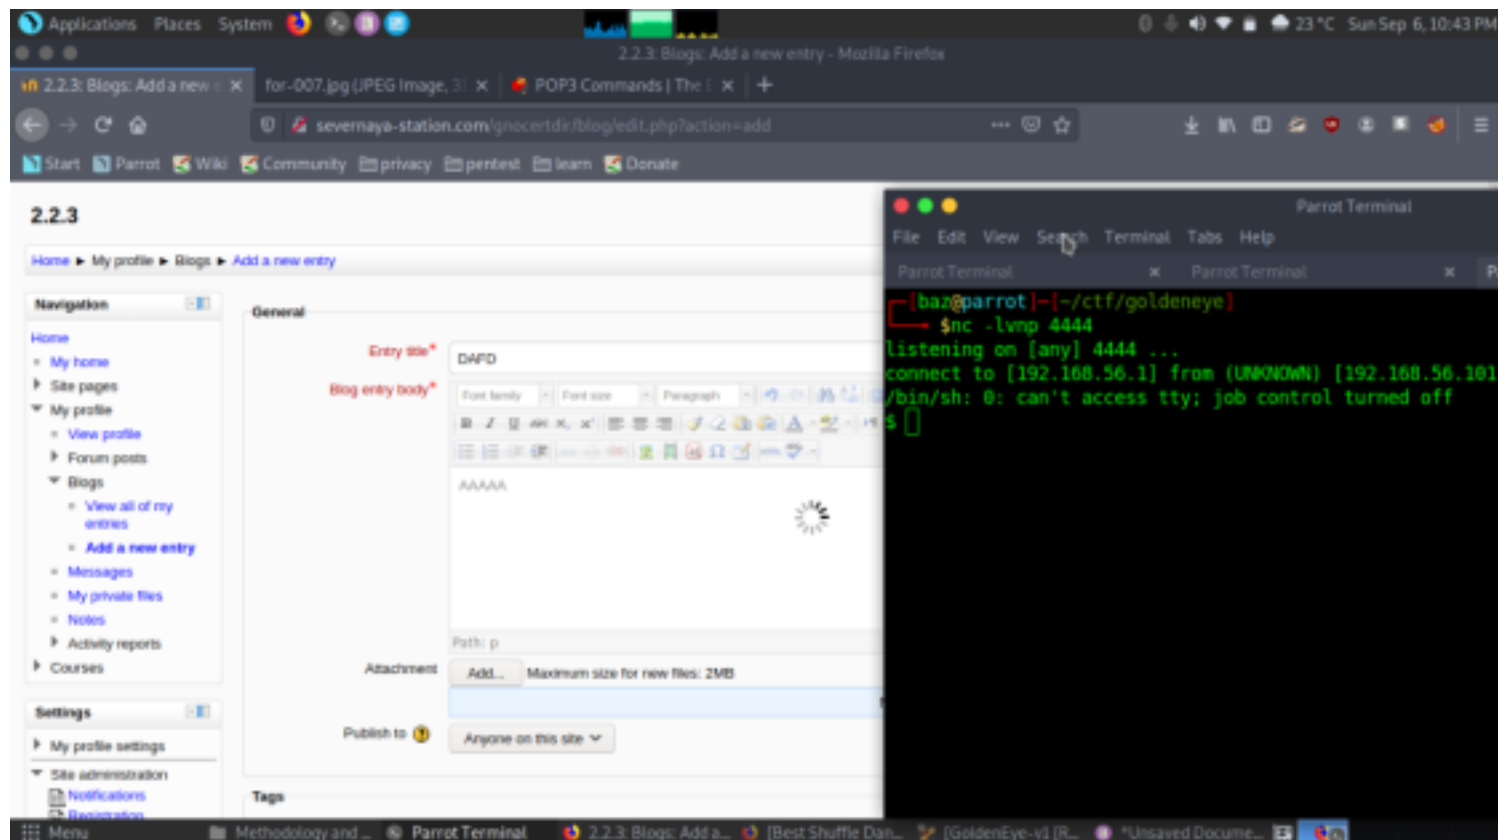 Applications Places System 23 °C Sun Sep 6, 10:43 PM
2.2.3: Blogs: Add a new entry - Mozilla Firefox
2.2.3: Blogs: Add a new e for-007.jpg (JPEG Image, 3 POP3 Commands | The
severnaya-station.com/gnocertdir/blog/edit.php?action=add
Start Parrot Wiki Community privacy pentest learn Donate
2.2.3
Home ► My profile ► Blogs ► Add a new entry
Navigation
Home
My home
Site pages
My profile
View profile
Forum posts
Blogs
View all of my
entries
Add a new entry
Messages
My private files
Notes
Activity reports
Courses
Settings
My profile settings
Site administration
Notifications
Registration
General
Entry title* DAFD
Blog entry body*
Font family Font size Paragraph
AAAAA
Path: p
Attachment Add... Maximum size for new files: 2MB
Publish to Anyone on this site
Tags
Parrot Terminal
File Edit View Search Terminal Tabs Help
Parrot Terminal Parrot Terminal
[baz@parrot]-[~/ctf/goldeneye]
$nc -lvnp 4444
listening on [any] 4444 ...
connect to [192.168.56.1] from (UNKNOWN) [192.168.56.101
/bin/sh: 0: can't access tty; job control turned off
$
Menu Methodology and ... Parrot Terminal 2.2.3: Blogs: Add a... [Best Shuffle Dan... [GoldenEye-v1 [R... *Unsaved Docume...